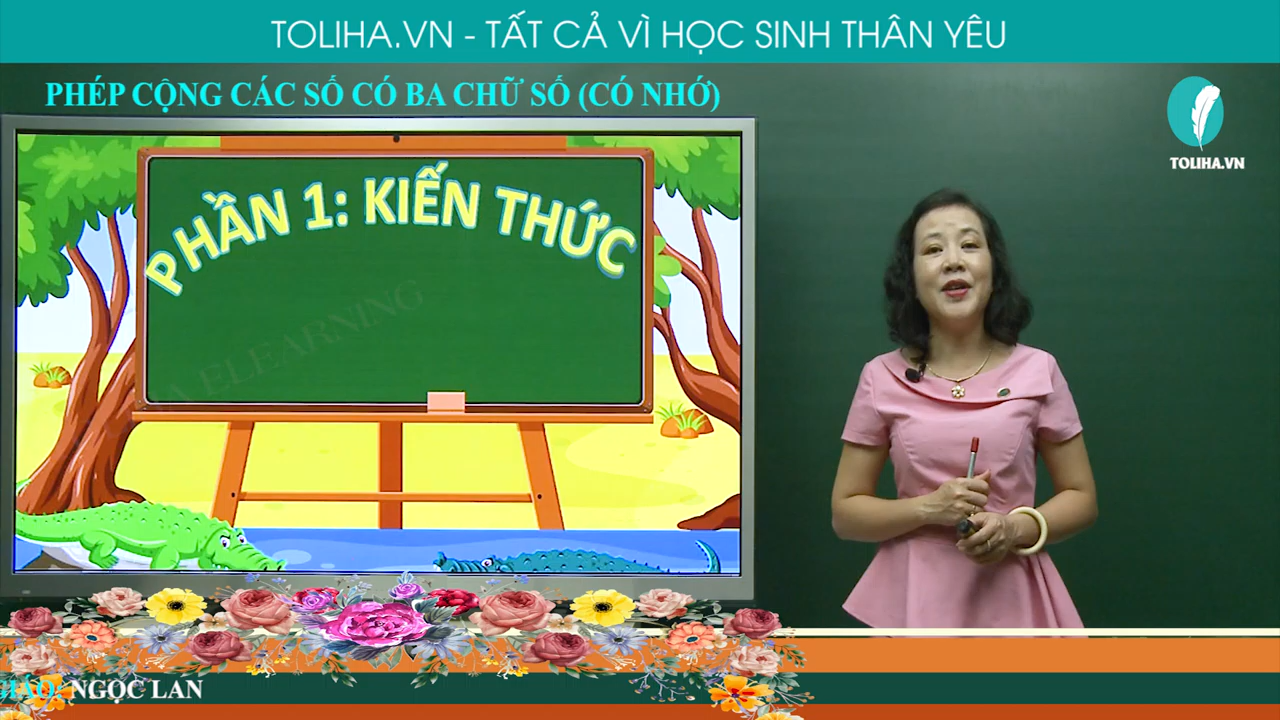 TOLIHA.VN - TẤT CẢ VÌ HỌC SINH THÂN YÊU
PHÉP CỘNG CÁC SỐ CÓ BA CHỮ SỐ (CÓ NHỚ)
TOLIHA.VN
PHẦN 1: KIẾN THỨC
ELEARNING
NGỌC LAN